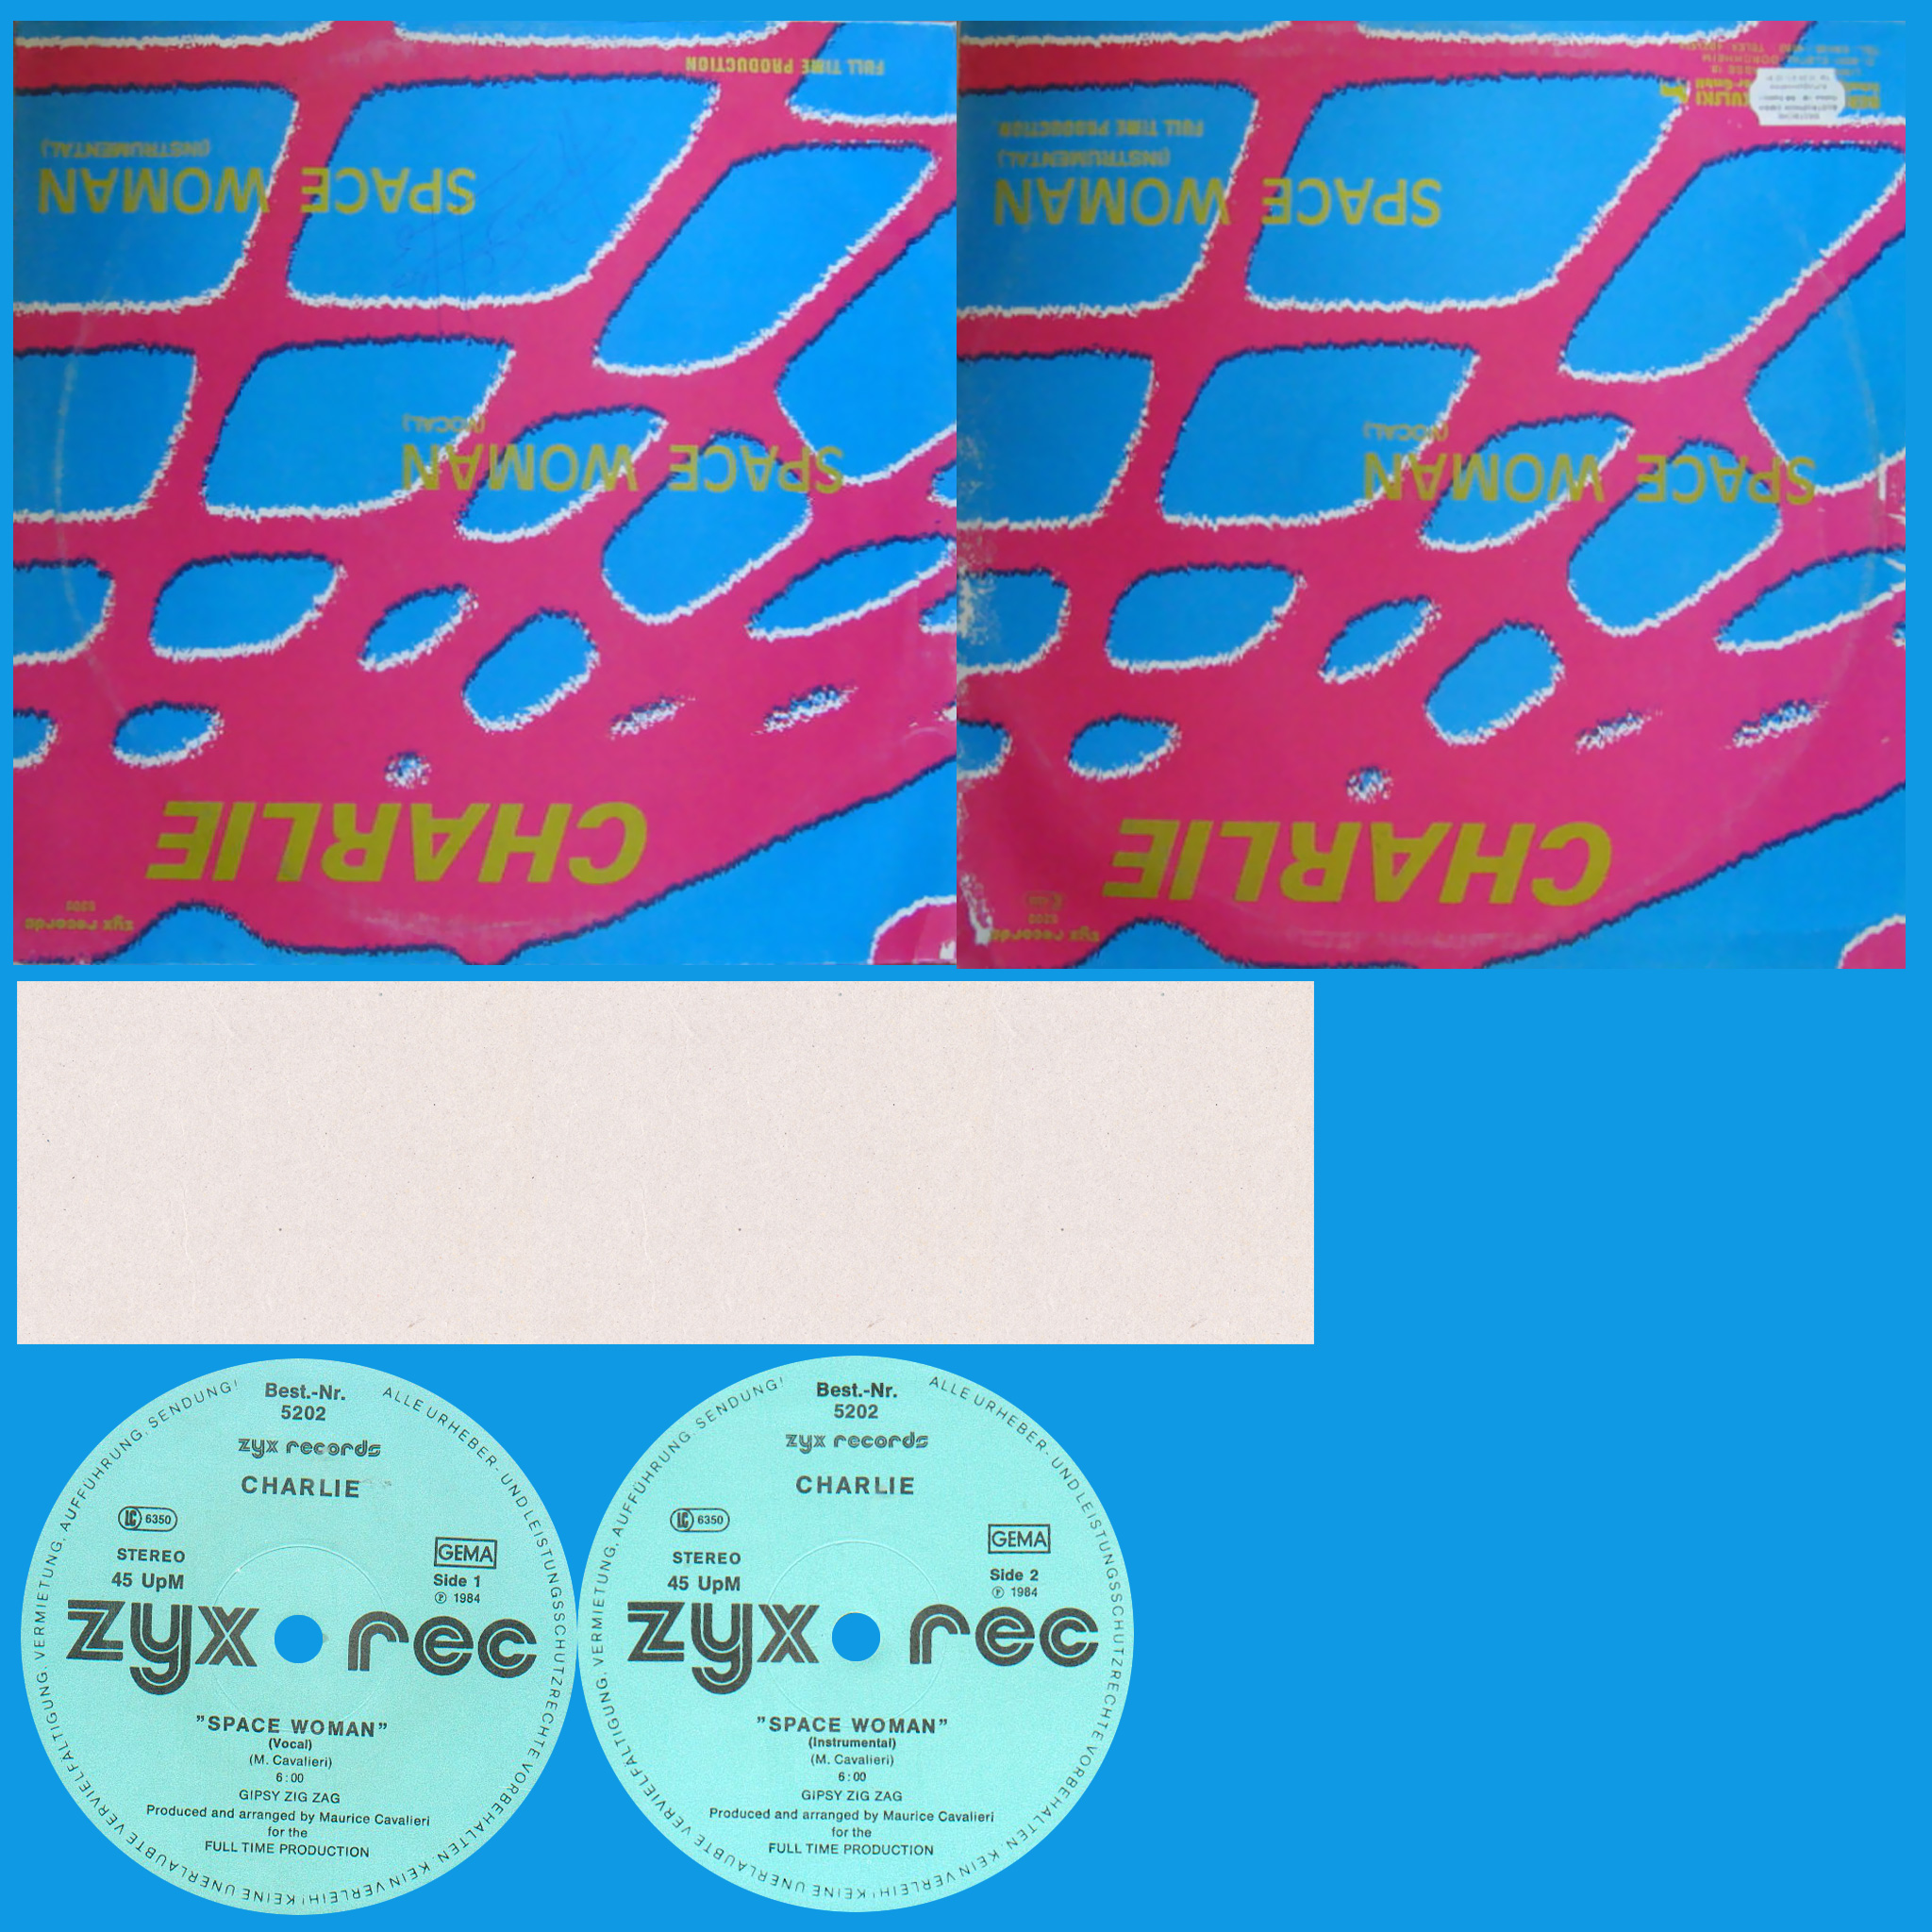 FULL TIME PRODUCTION
(INSTRUMENTAL)
SPACE WOMAN
(VOCAL)
SPACE WOMAN
CHARLIE
5202
zyx records
FULL TIME PRODUCTION
(INSTRUMENTAL)
SPACE WOMAN
(VOCAL)
SPACE WOMAN
CHARLIE
5202
zyx records
Best.-Nr.
5202
zyx records
CHARLIE
LC 6350
STEREO
45 UpM
GEMA
Side 1
℗ 1984
zyx rec
"SPACE WOMAN"
(Vocal)
(M. Cavalieri)
6:00
GIPSY ZIG ZAG
Produced and arranged by Maurice Cavalieri
for the
FULL TIME PRODUCTION
ALLE URHEBER- UND LEISTUNGSSCHUTZRECHTE VORBEHALTEN. KEIN VERLEIH! KEINE UNERLAUBTE VERVIELFÄLTIGUNG, VERMIETUNG, AUFFÜHRUNG, SENDUNG!
Best.-Nr.
5202
zyx records
CHARLIE
LC 6350
STEREO
45 UpM
GEMA
Side 2
℗ 1984
zyx rec
"SPACE WOMAN"
(Instrumental)
(M. Cavalieri)
6:00
GIPSY ZIG ZAG
Produced and arranged by Maurice Cavalieri
for the
FULL TIME PRODUCTION
ALLE URHEBER- UND LEISTUNGSSCHUTZRECHTE VORBEHALTEN. KEIN VERLEIH! KEINE UNERLAUBTE VERVIELFÄLTIGUNG, VERMIETUNG, AUFFÜHRUNG, SENDUNG!